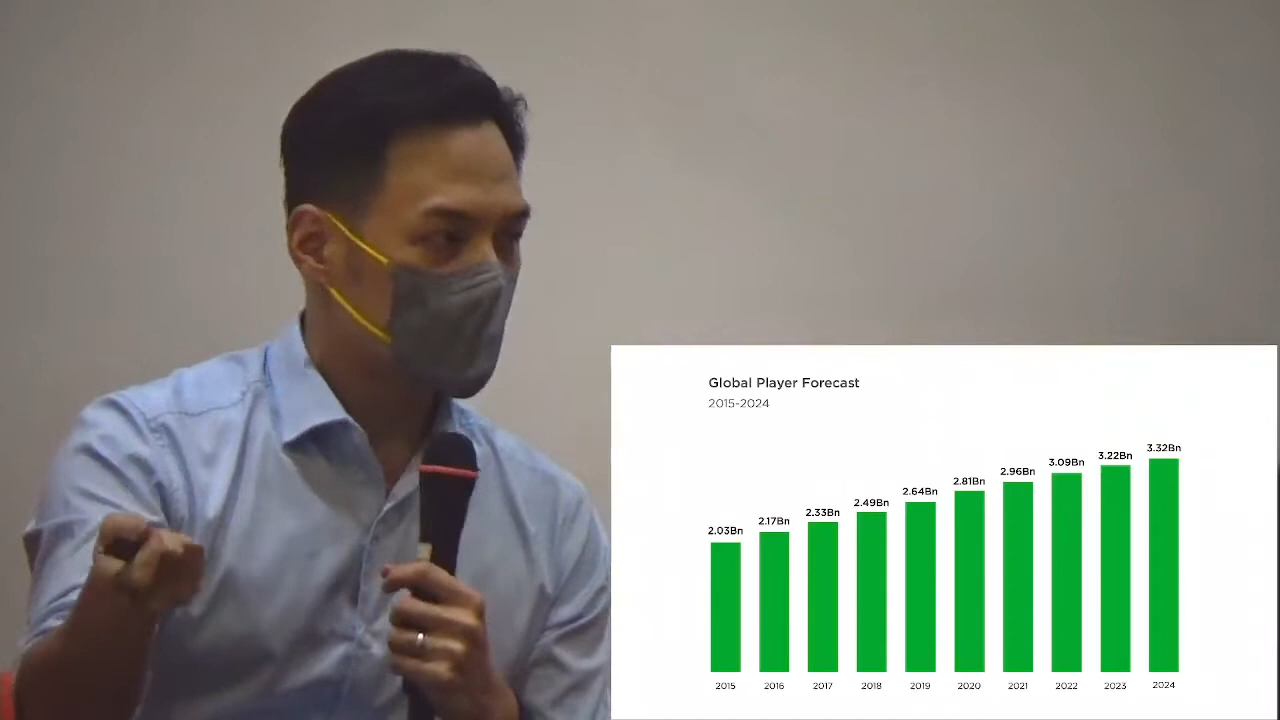 Global Player Forecast
2015-2024
2.03Bn 2.17Bn 2.33Bn 2.49Bn 2.64Bn 2.81Bn 2.96Bn 3.09Bn 3.22Bn 3.32Bn
2015 2016 2017 2018 2019 2020 2021 2022 2023 2024